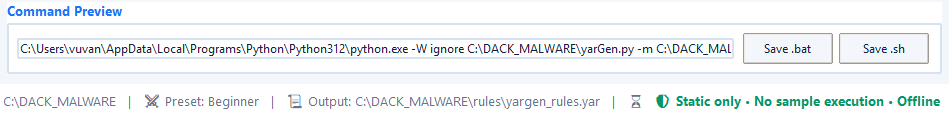 Command Preview
C:\Users\vuvan\AppData\Local\Programs\Python\Python312\python.exe -W ignore C:\DACK_MALWARE\yarGen.py -m C:\DACK_MAL
Save .bat
Save .sh
C:\DACK_MALWARE | Preset: Beginner | Output: C:\DACK_MALWARE\rules\yargen_rules.yar | Static only • No sample execution • Offline